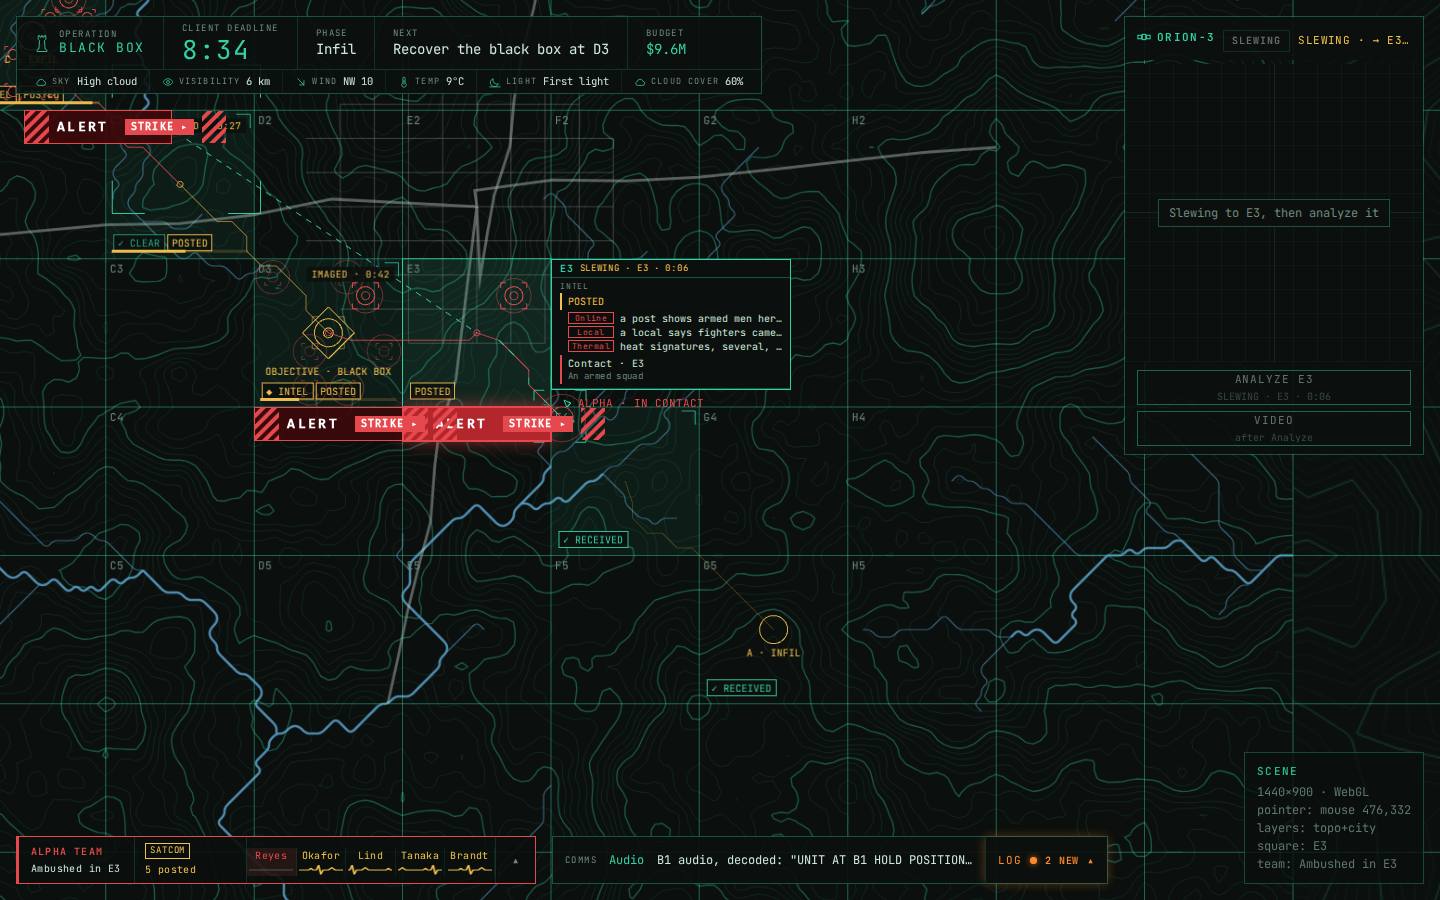 OPERATION
BLACK BOX
CLIENT DEADLINE
8:34
PHASE
Infil
NEXT
Recover the black box at D3
BUDGET
$9.6M
SKY High cloud
VISIBILITY 6 km
WIND NW 10
TEMP 9°C
LIGHT First light
CLOUD COVER 60%
ORION-3
SLEWING
SLEWING · → E3…
POSTED
ALERT STRIKE ▸
D2 E2 F2 G2 H2
✓ CLEAR POSTED
C3 D3 E3 H3
IMAGED · 0:42
OBJECTIVE · BLACK BOX
◆ INTEL POSTED
POSTED
E3 SLEWING · E3 · 0:06
INTEL
POSTED
Online a post shows armed men her…
Local a local says fighters came…
Thermal heat signatures, several, …
Contact · E3
An armed squad
ALPHA · IN CONTACT
ALERT STRIKE ▸
ALERT STRIKE ▸
C4 G4 H4
Slewing to E3, then analyze it
ANALYZE E3
SLEWING · E3 · 0:06
VIDEO
after Analyze
✓ RECEIVED
C5 D5 E5 F5 G5 H5
A · INFIL
✓ RECEIVED
SCENE
1440×900 · WebGL
pointer: mouse 476,332
layers: topo+city
square: E3
team: Ambushed in E3
ALPHA TEAM
Ambushed in E3
SATCOM
5 posted
Reyes Okafor Lind Tanaka Brandt
▴
COMMS Audio B1 audio, decoded: "UNIT AT B1 HOLD POSITION…
LOG 2 NEW ▴